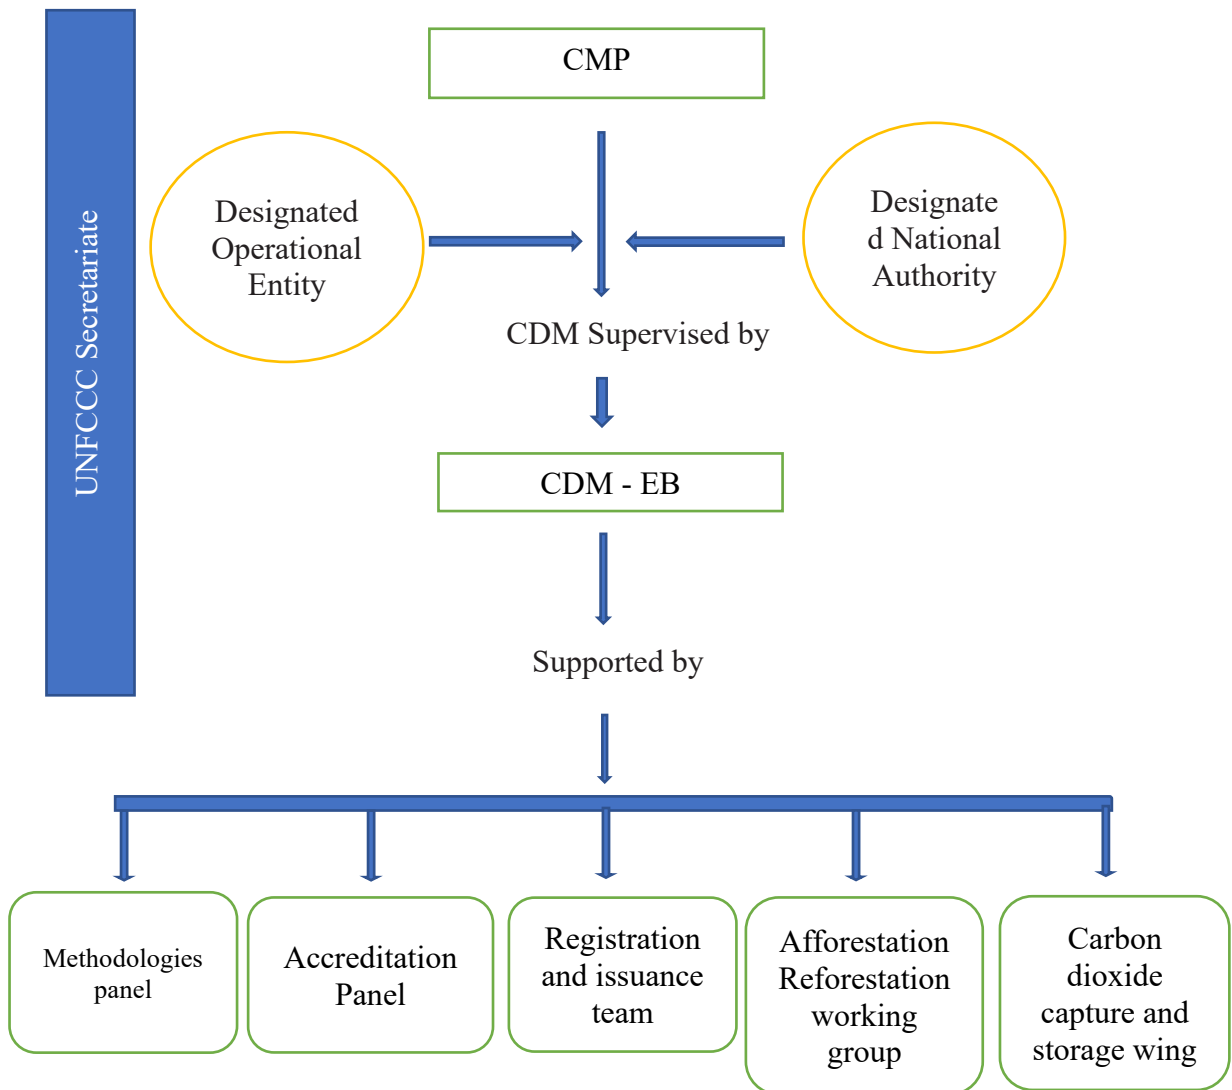 UNFCCC Secretariate
CMP
Designated
Operational
Entity
Designate
d National
Authority
CDM Supervised by
CDM - EB
Supported by
Methodologies
panel
Accreditation
Panel
Registration
and issuance
team
Afforestation
Reforestation
working
group
Carbon
dioxide
capture and
storage wing